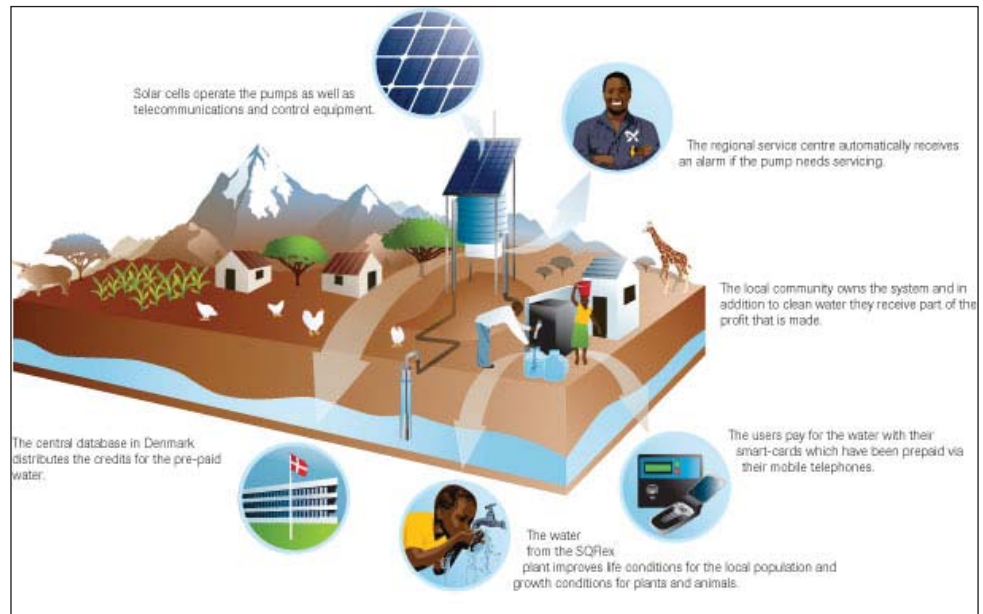 Solar cells operate the pumps as well as
telecommunications and control equipment.
The regional service centre automatically receives
an alarm if the pump needs servicing.
The local community owns the system and in
addition to clean water they receive part of the
profit that is made.
The central database in Denmark
distributes the credits for the pre-paid
water.
The users pay for the water with their
smart-cards which have been prepaid via
their mobile telephones.
The water
from the SQFlex
plant improves life conditions for the local population and
growth conditions for plants and animals.